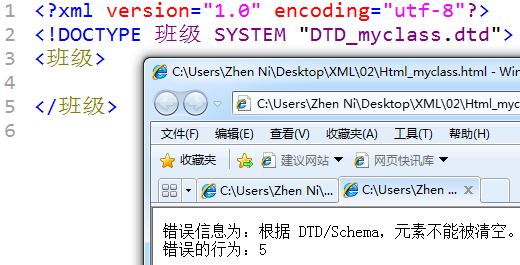 1 <?xml version="1.0" encoding="utf-8"?>
2 <!DOCTYPE 班级 SYSTEM "DTD_myclass.dtd">
3 <班级>
4
5 </班级>
6
C:\Users\Zhen Ni\Desktop\XML\02\Html_myclass.html - Win
C:\Users\Zhen Ni\Desktop\XML\02\Html_myc
文件(F) 编辑(E) 查看(V) 收藏夹(A) 工具(T) 帮助(H)
收藏夹 建议网站 网页快讯库
C:\Users\Zhen Ni\... C:\Users\Zhen ...
错误信息为：根据 DTD/Schema，元素不能被清空。
错误的行为：5